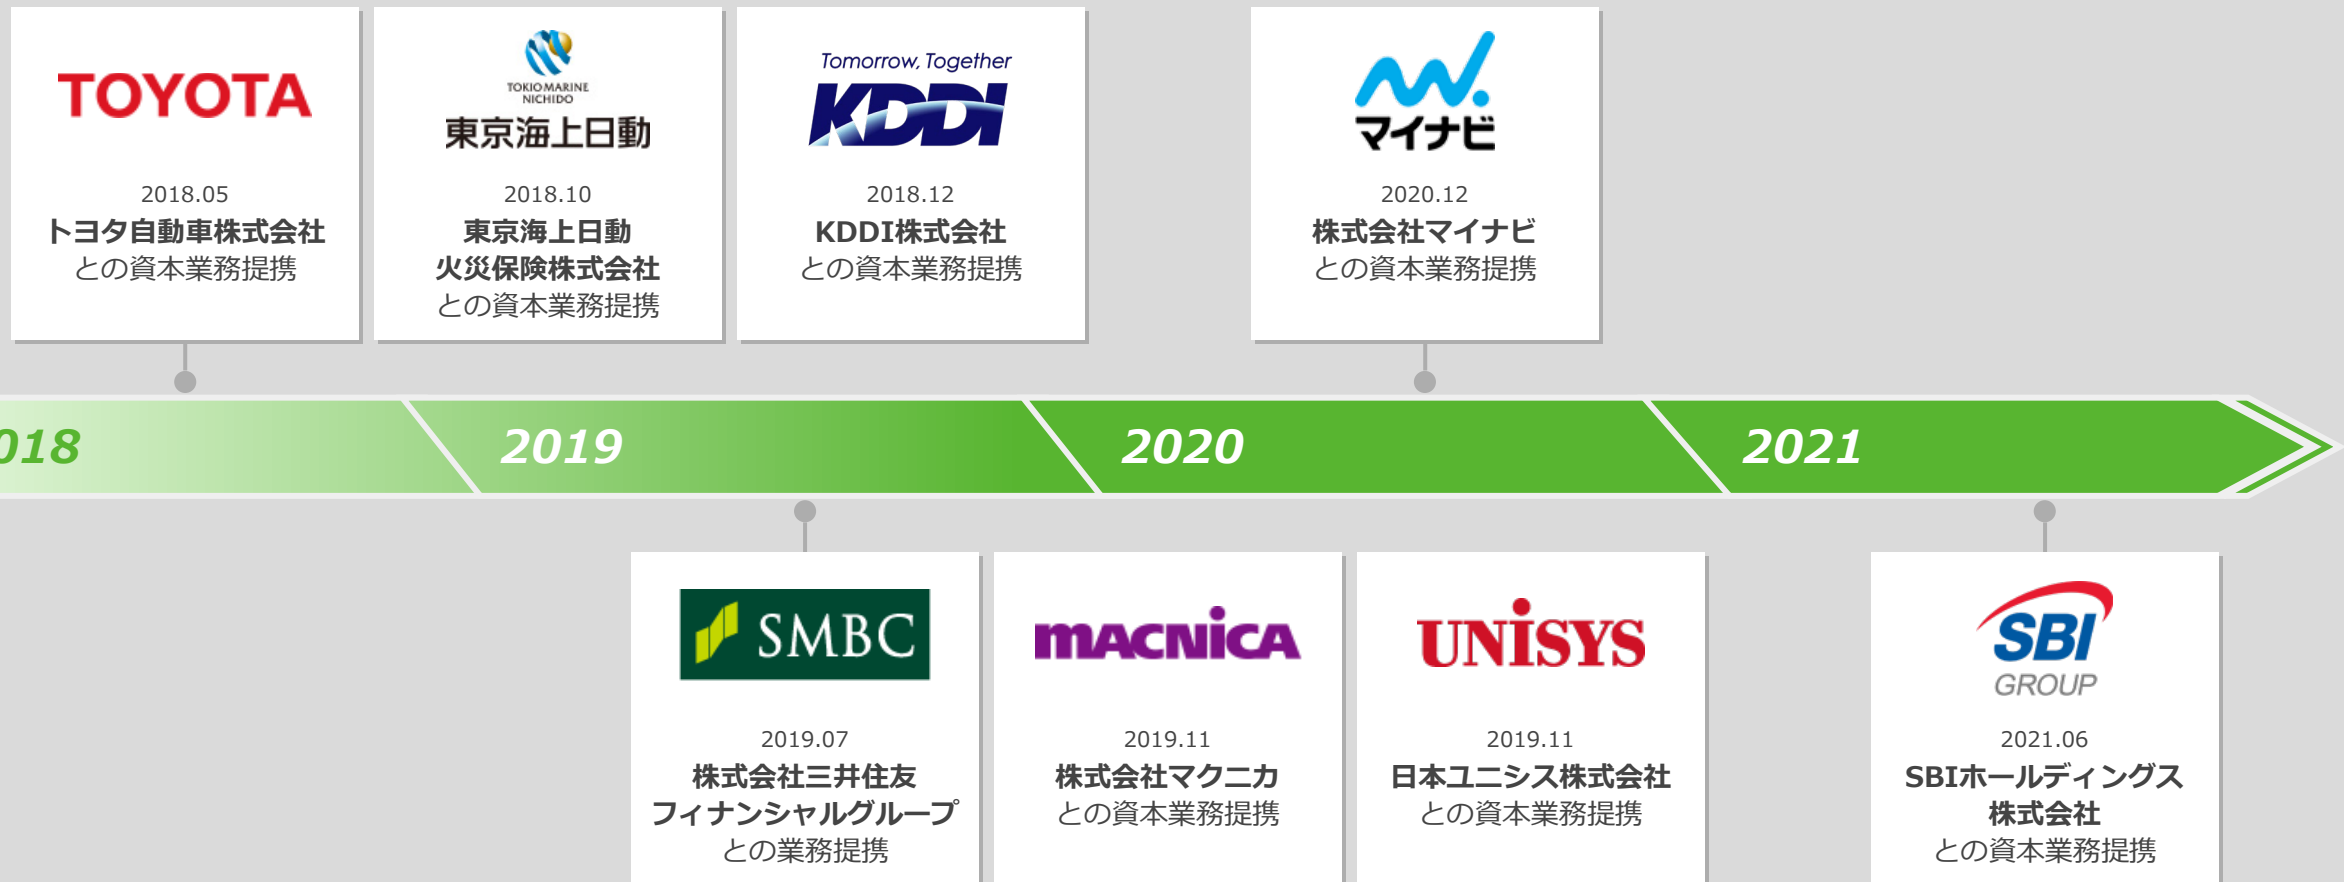 TOYOTA
2018.05
トヨタ自動車株式会社
との資本業務提携
TOKIO MARINE
NICHIDO
東京海上日動
2018.10
東京海上日動
火災保険株式会社
との資本業務提携
Tomorrow, Together
KDDI
2018.12
KDDI株式会社
との資本業務提携
マイナビ
2020.12
株式会社マイナビ
との資本業務提携
018
2019
2020
2021
SMBC
2019.07
株式会社三井住友
フィナンシャルグループ
との業務提携
MACNICA
2019.11
株式会社マクニカ
との資本業務提携
UNISYS
2019.11
日本ユニシス株式会社
との資本業務提携
SBI
GROUP
2021.06
SBIホールディングス
株式会社
との資本業務提携